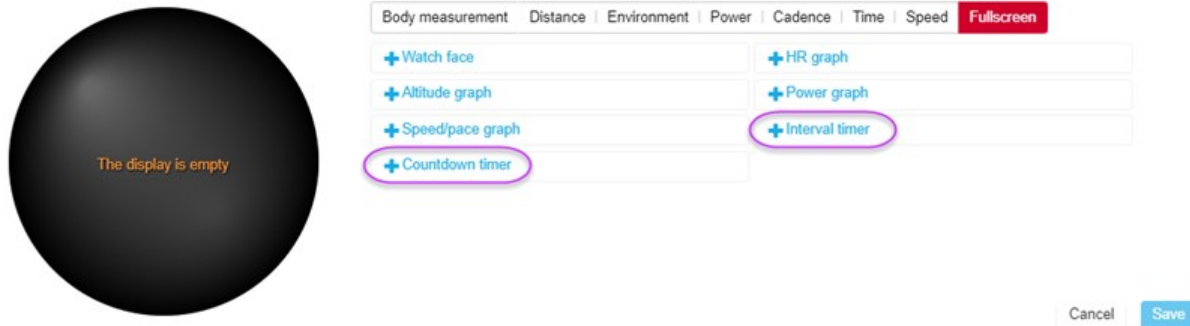 Body measurement Distance Environment Power Cadence Time Speed Fullscreen
Watch face
HR graph
Altitude graph
Power graph
Speed/pace graph
Interval timer
Countdown timer
The display is empty
Cancel Save